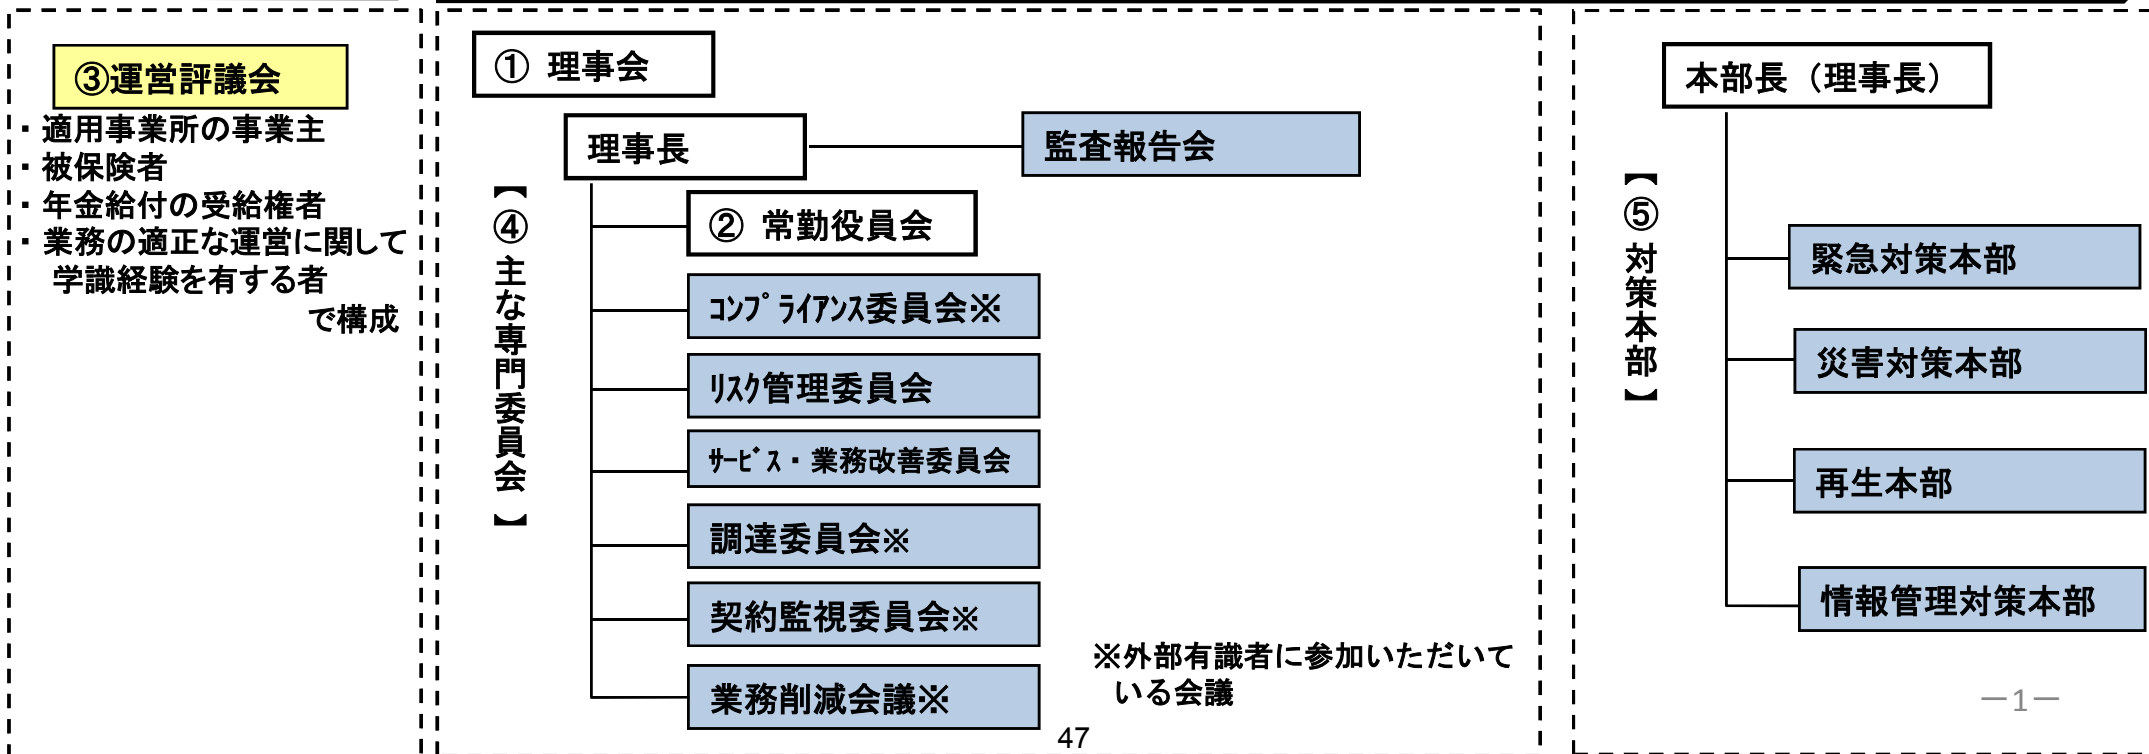 ③運営評議会
・適用事業所の事業主
・被保険者
・年金給付の受給権者
・業務の適正な運営に関して
学識経験を有する者
で構成
① 理事会
理事長
監査報告会
【④主な専門委員会】
② 常勤役員会
ｺﾝﾌﾟﾗｲｱﾝｽ委員会※
ﾘｽｸ管理委員会
ｻｰﾋﾞｽ・業務改善委員会
調達委員会※
契約監視委員会※
業務削減会議※
※外部有識者に参加いただいて
いる会議
47
本部長（理事長）
【⑤対策本部】
緊急対策本部
災害対策本部
再生本部
情報管理対策本部
－1－